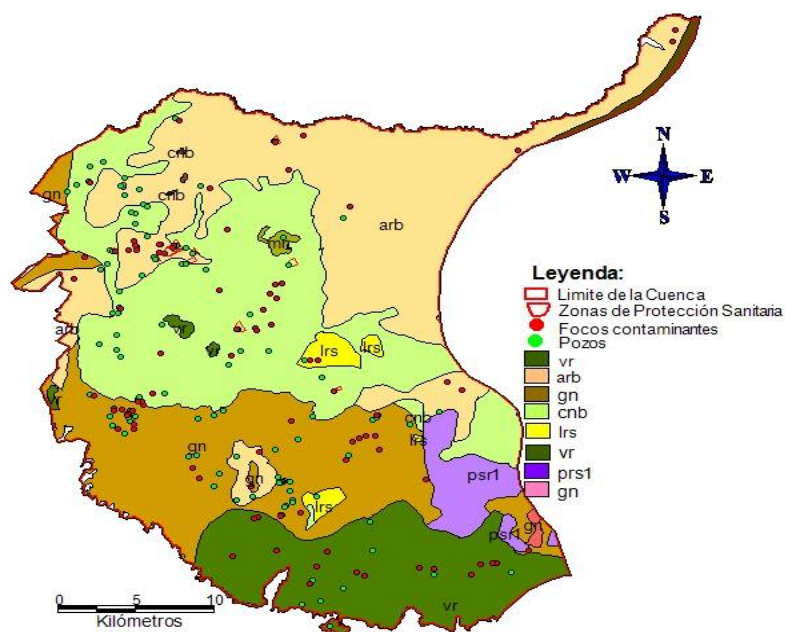 N
W E
S
cnb
gn
cnb
arb
mn
arb
vr
vr
lrs
lrs
vr
cnb
lrs
gn
gn
psr1
lrs
gn
psr1
vr
Leyenda:
Limite de la Cuenca
Zonas de Protección Sanitaria
Focos contaminantes
Pozos
vr
arb
gn
cnb
lrs
vr
prs1
gn
0 5 10
Kilómetros